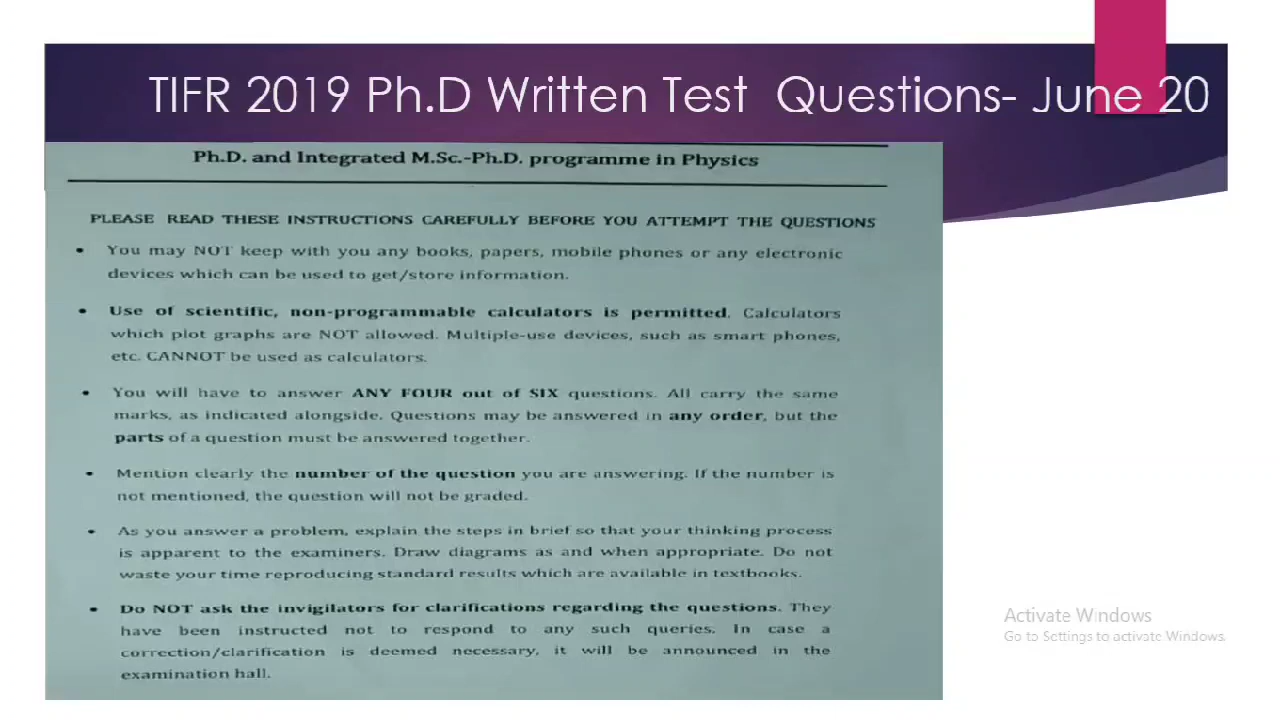 TIFR 2019 Ph.D Written Test Questions- June 20
Ph.D. and Integrated M.Sc.-Ph.D. programme in Physics
PLEASE READ THESE INSTRUCTIONS CAREFULLY BEFORE YOU ATTEMPT THE QUESTIONS
• You may NOT keep with you any books, papers, mobile phones or any electronic
devices which can be used to get/store information.
• Use of scientific, non-programmable calculators is permitted. Calculators
which plot graphs are NOT allowed. Multiple-use devices, such as smart phones,
etc. CANNOT be used as calculators.
• You will have to answer ANY FOUR out of SIX questions. All carry the same
marks, as indicated alongside. Questions may be answered in any order, but the
parts of a question must be answered together.
• Mention clearly the number of the question you are answering. If the number is
not mentioned, the question will not be graded.
• As you answer a problem, explain the steps in brief so that your thinking process
is apparent to the examiners. Draw diagrams as and when appropriate. Do not
waste your time reproducing standard results which are available in textbooks.
• Do NOT ask the invigilators for clarifications regarding the questions. They
have been instructed not to respond to any such queries. In case a
correction/clarification is deemed necessary, it will be announced in the
examination hall.
Activate Windows
Go to Settings to activate Windows.